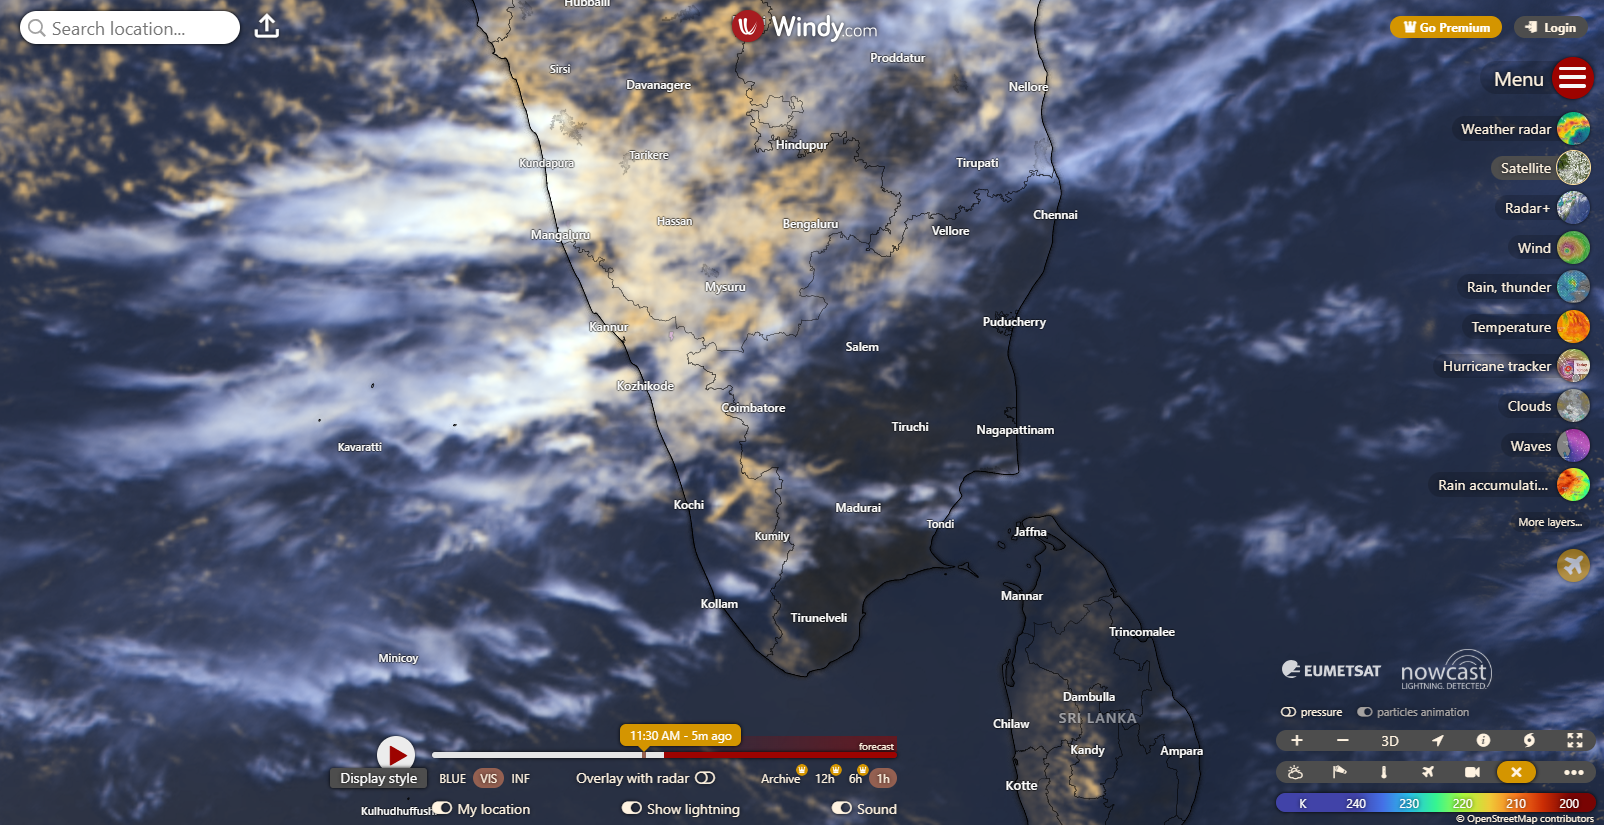 Hubballi
Search location...
Windy.com
Go Premium
Login
Sirsi
Davanagere
Proddatur
Nellore
Menu
Weather radar
Kundapura
Tarikere
Hindupur
Tirupati
Satellite
Radar+
Hassan
Bengaluru
Chennai
Mangaluru
Vellore
Wind
Mysuru
Rain, thunder
Kannur
Puducherry
Temperature
Salem
Hurricane tracker
Kozhikode
Coimbatore
Clouds
Tiruchi
Nagapattinam
Kavaratti
Waves
Rain accumulati...
Kochi
Madurai
Tondi
More layers...
Kumily
Jaffna
Kollam
Mannar
Tirunelveli
Trincomalee
Minicoy
EUMETSAT
nowcast
LIGHTNING. DETECTED.
Dambulla
SRI LANKA
pressure
particles animation
Chilaw
11:30 AM - 5m ago
forecast
Kandy
Ampara
3D
Display style
BLUE
VIS
INF
Overlay with radar
Archive
12h
6h
1h
Kotte
Kulhudhuffush
My location
Show lightning
Sound
K 240 230 220 210 200
© OpenStreetMap contributors